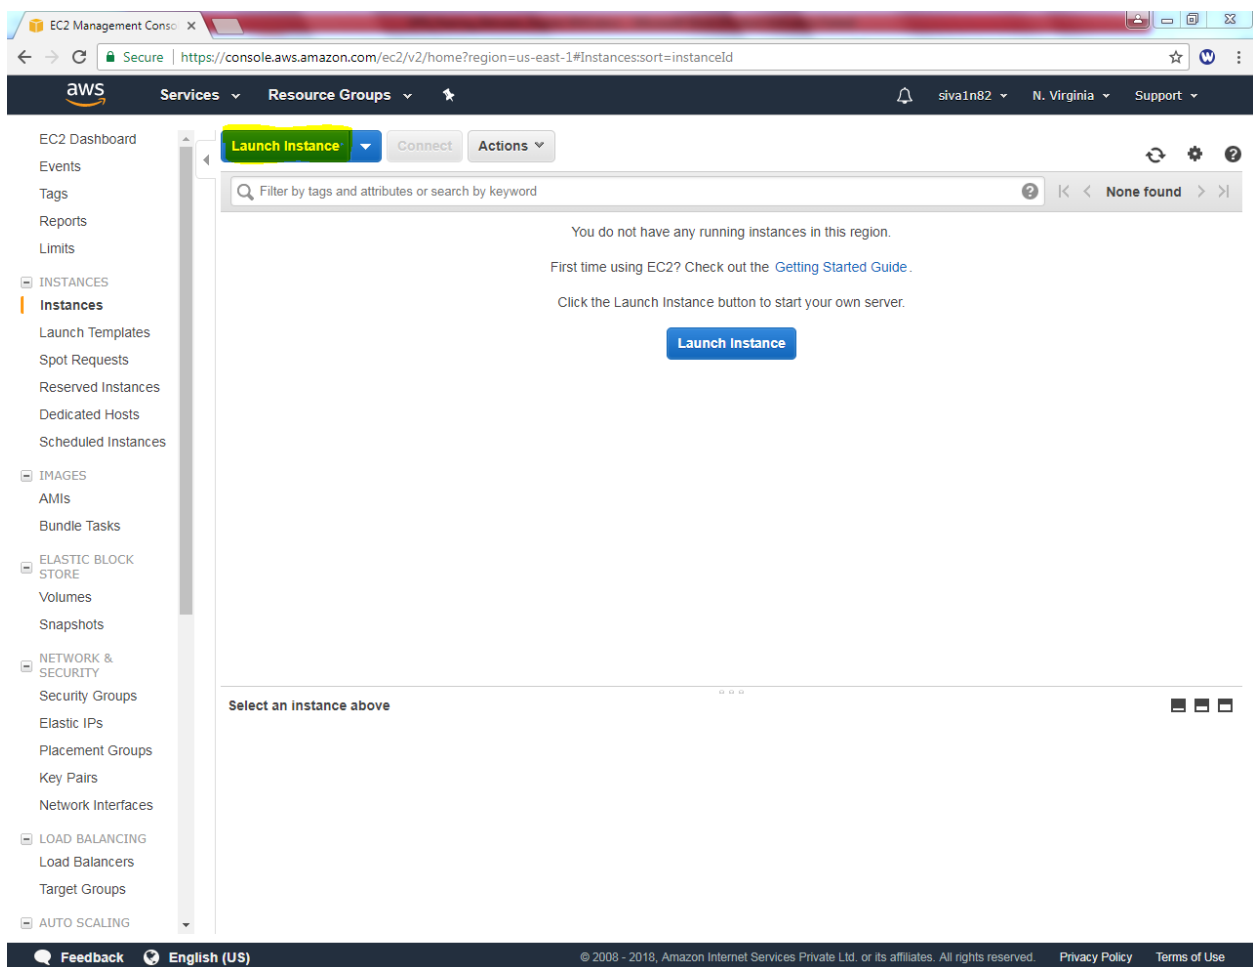 EC2 Management Conso
Secure | https://console.aws.amazon.com/ec2/v2/home?region=us-east-1#Instances:sort=instanceId
aws Services Resource Groups siva1n82 N. Virginia Support
EC2 Dashboard
Events
Tags
Reports
Limits
INSTANCES
Instances
Launch Templates
Spot Requests
Reserved Instances
Dedicated Hosts
Scheduled Instances
IMAGES
AMIs
Bundle Tasks
ELASTIC BLOCK
STORE
Volumes
Snapshots
NETWORK &
SECURITY
Security Groups
Elastic IPs
Placement Groups
Key Pairs
Network Interfaces
LOAD BALANCING
Load Balancers
Target Groups
AUTO SCALING
Launch Instance Connect Actions
Filter by tags and attributes or search by keyword None found
You do not have any running instances in this region.
First time using EC2? Check out the Getting Started Guide.
Click the Launch Instance button to start your own server.
Launch Instance
Select an instance above
Feedback English (US) © 2008 - 2018, Amazon Internet Services Private Ltd. or its affiliates. All rights reserved. Privacy Policy Terms of Use